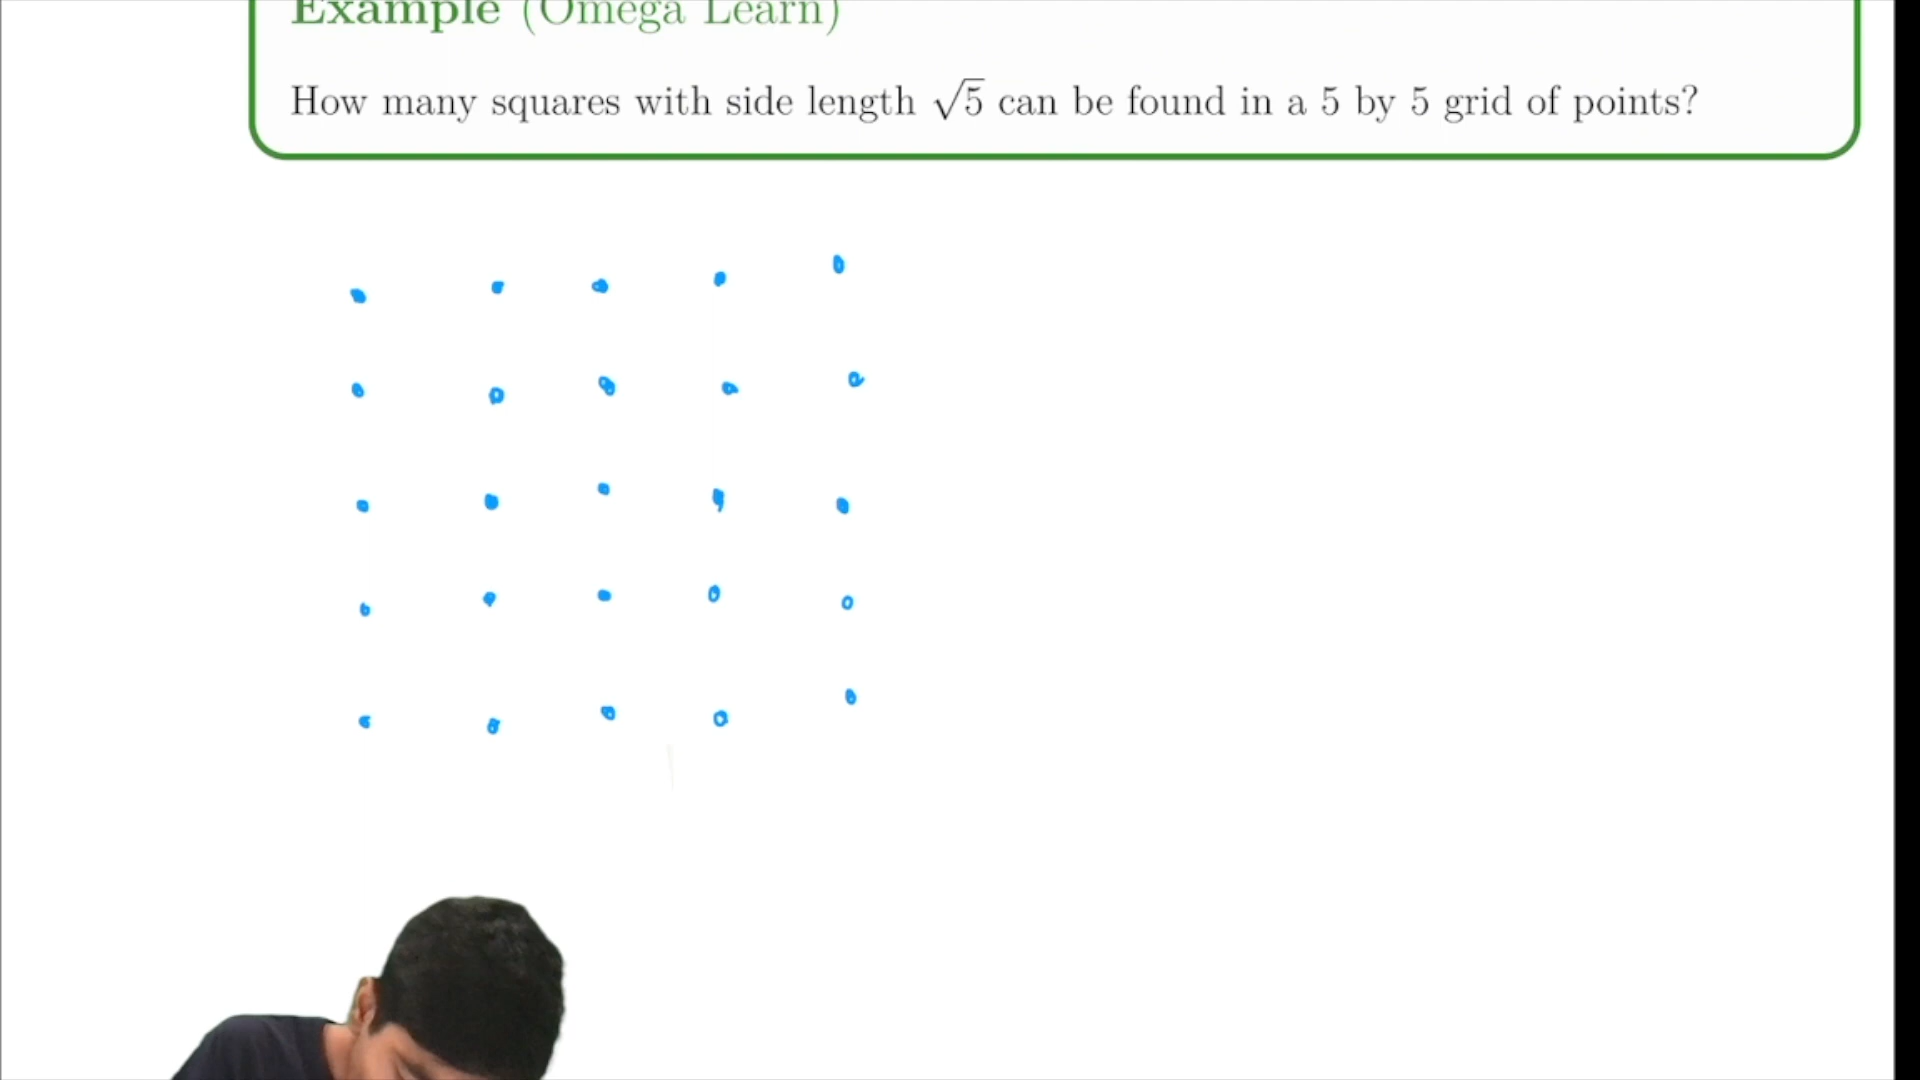 Example (Omega Learn)
How many squares with side length √5 can be found in a 5 by 5 grid of points?